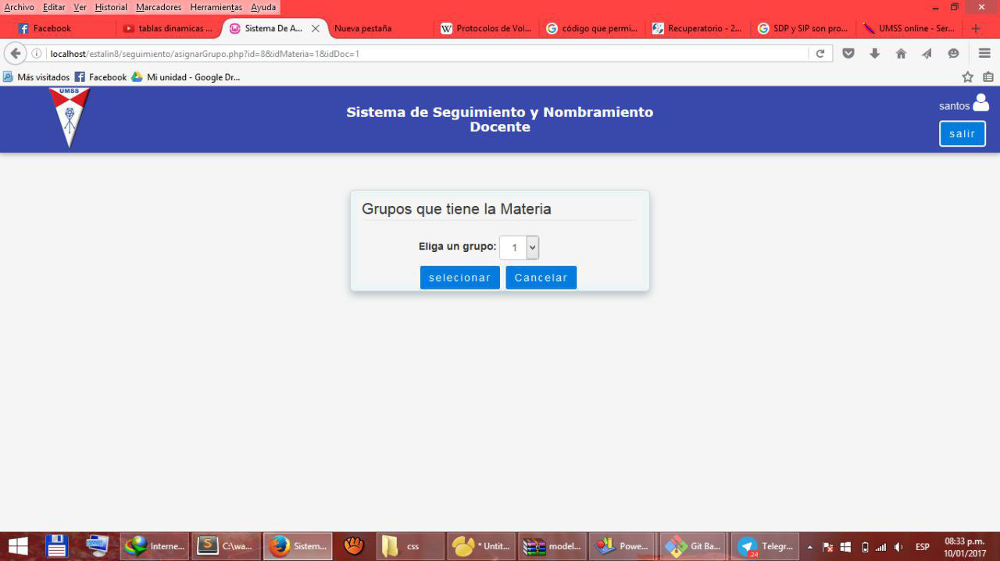 Archivo Editar Ver Historial Marcadores Herramientas Ayuda
Facebook tablas dinamicas ... Sistema De A... Nueva pestaña Protocolos de Vol... código que permi... Recuperatorio - 2... SDP y SIP son pro... UMSS online - Ser...
localhost/estalin8/seguimiento/asignarGrupo.php?id=8&idMateria=1&idDoc=1
Más visitados Facebook Mi unidad - Google Dr...
UMSS
Sistema de Seguimiento y Nombramiento
Docente
santos
salir
Grupos que tiene la Materia
Eliga un grupo: 1
selecionar Cancelar
Interne... C:\wa... Sistem... css * Untit... model... Powe... Git Ba... Telegr... ESP
24
08:33 p.m.
10/01/2017